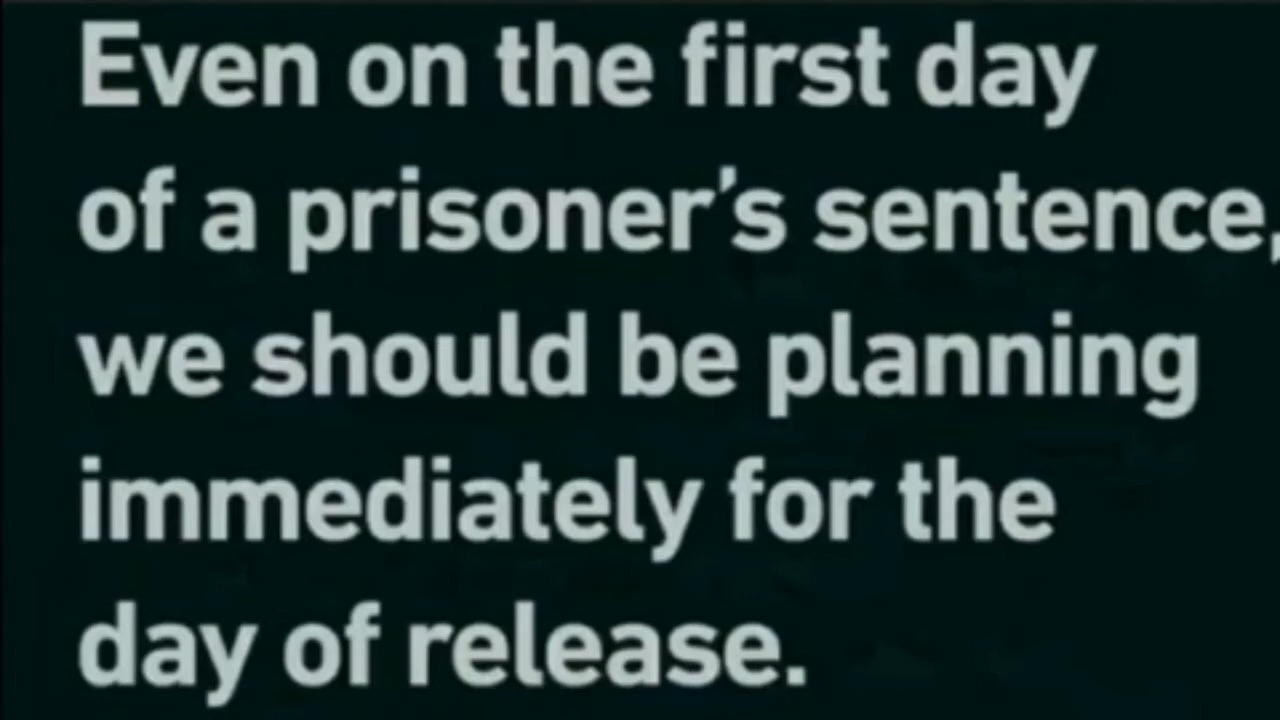 Even on the first day
of a prisoner’s sentence,
we should be planning
immediately for the
day of release.